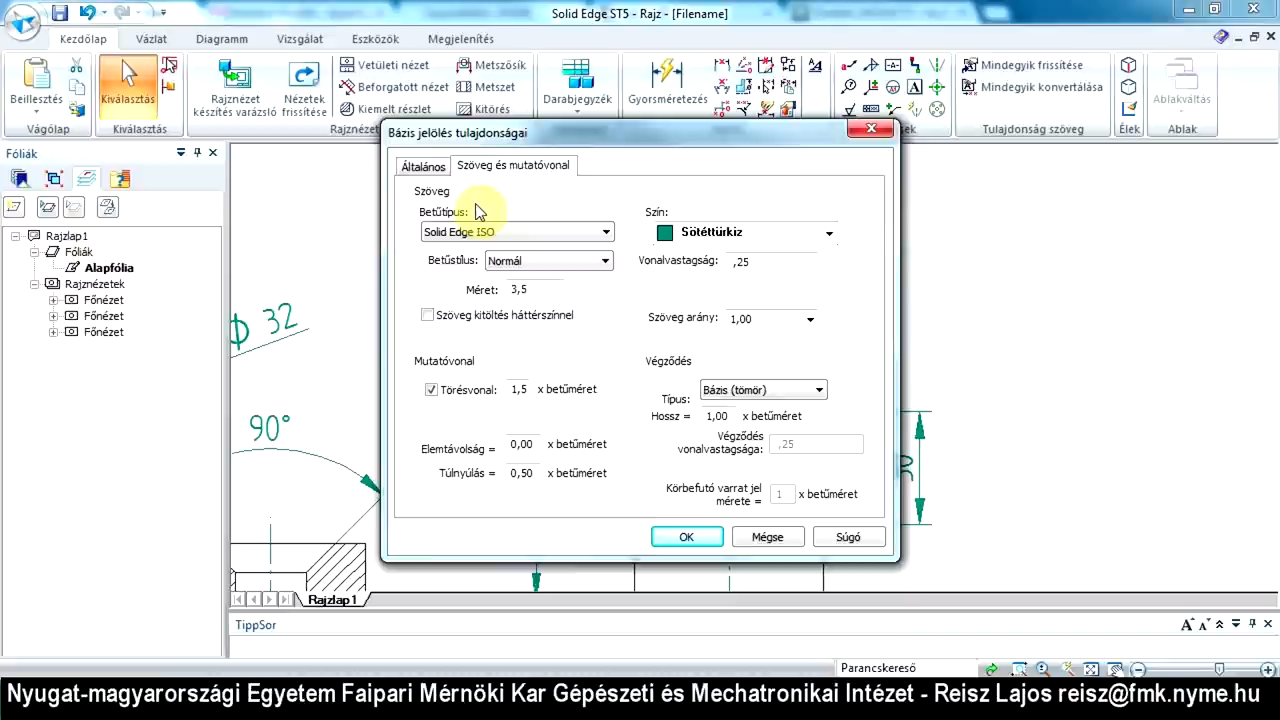 Solid Edge ST5 - Rajz - [Filename]
Kezdőlap Vázlat Diagramm Vizsgálat Eszközök Megjelenítés
Beillesztés
Vágólap
Kiválasztás
Kiválasztás
Rajznézet
készítés varázsló
Nézetek
frissítése
Vetületi nézet
Beforgatott nézet
Kiemelt részlet
Metszősík
Metszet
Kitörés
Darabjegyzék
Gyorsméretezés
Mindegyik frissítése
Mindegyik konvertálása
Tulajdonság szöveg
Élek
Ablakváltás
Ablak
Fóliák
Rajzlap1
Fóliák
Alapfólia
Rajznézetek
Főnézet
Főnézet
Főnézet
Bázis jelölés tulajdonságai
Általános Szöveg és mutatóvonal
Szöveg
Betűtípus:
Solid Edge ISO
Szín:
Sötéttürkiz
Betűstílus: Normál
Vonalvastagság: ,25
Méret: 3,5
Szöveg kitöltés háttérszínnel
Szöveg arány: 1,00
Mutatóvonal
Törésvonal: 1,5 x betűméret
Elemtávolság = 0,00 x betűméret
Túlnyúlás = 0,50 x betűméret
Végződés
Típus: Bázis (tömör)
Hossz = 1,00 x betűméret
Végződés
vonalvastagsága: ,25
Körbefutó varrat jel
mérete = 1 x betűméret
OK Mégse Súgó
ϕ 32
90°
Rajzlap1
TippSor
Parancskereső
Nyugat-magyarországi Egyetem Faipari Mérnöki Kar Gépészeti és Mechatronikai Intézet - Reisz Lajos reisz@fmk.nyme.hu